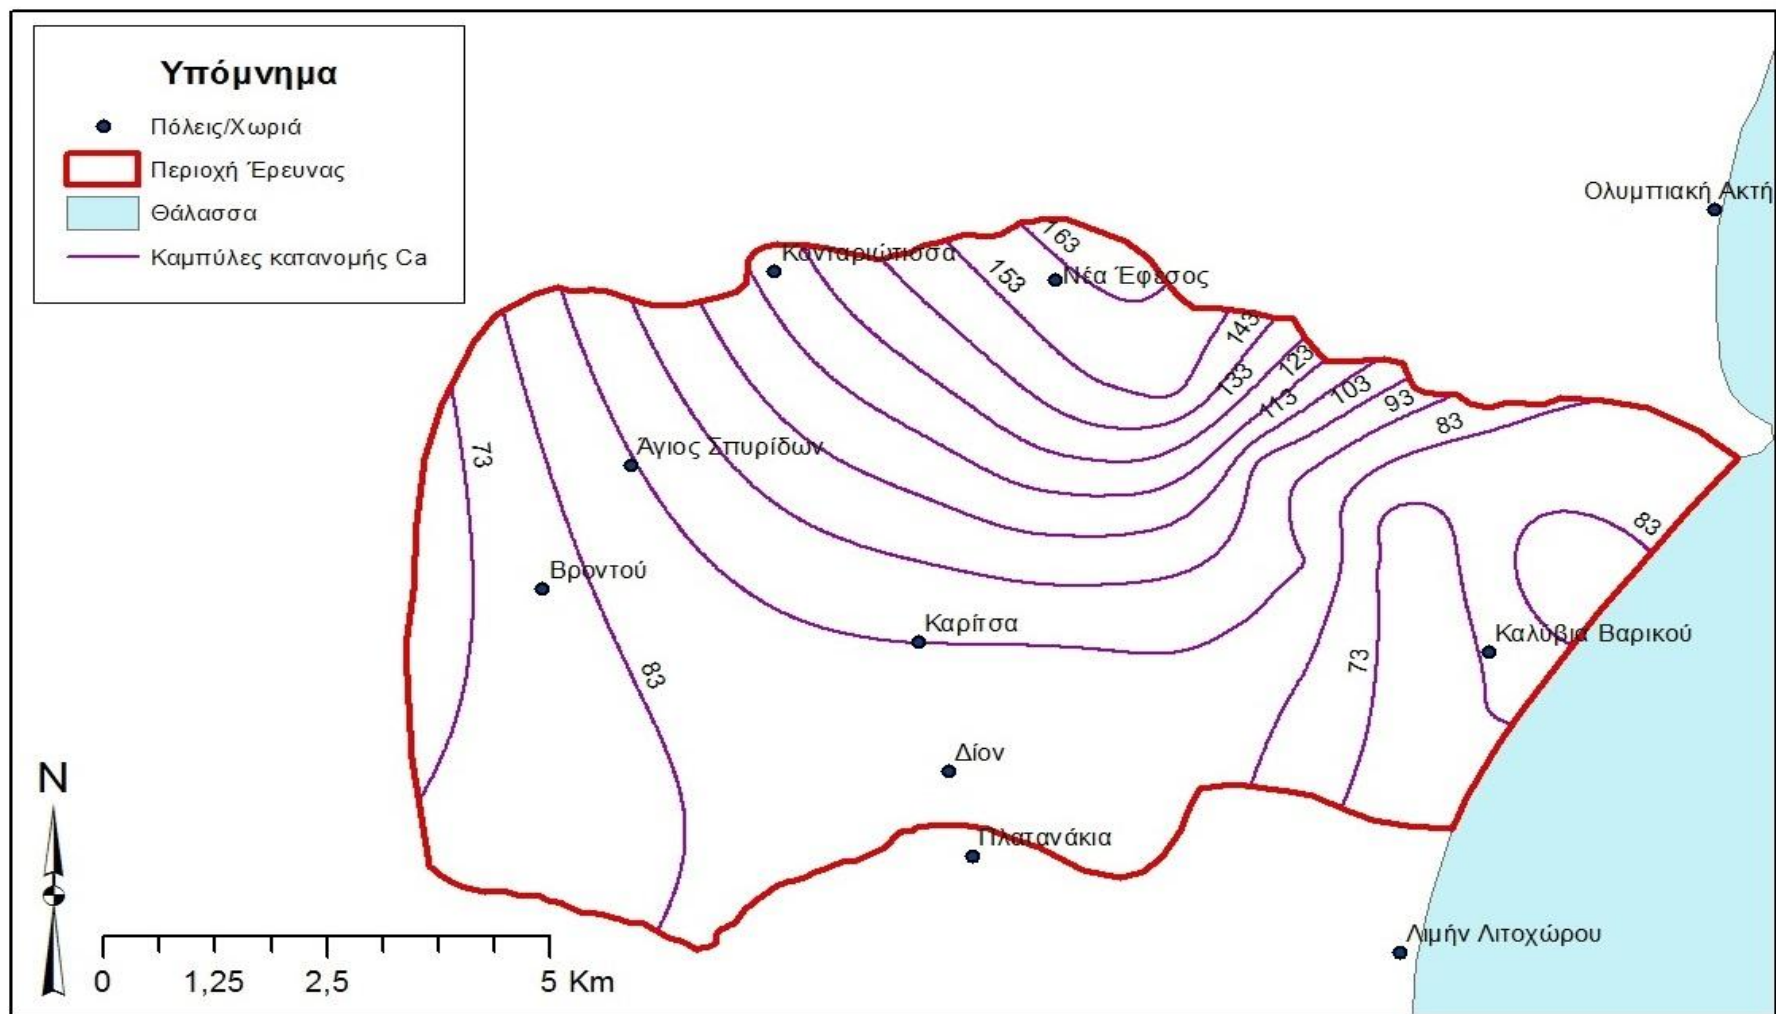 Υπόμνημα
Πόλεις/Χωριά
Περιοχή Έρευνας
Θάλασσα
Καμπύλες κατανομής Ca
Ολυμπιακή Ακτή
163
Κονταριώτισσα
153
Νέα Έφεσος
143
123
133
103
113
93
83
Άγιος Σπυρίδων
73
83
Βροντού
Καρίτσα
Καλύβια Βαρικού
73
83
Δίον
N
Πλατανάκια
Λιμήν Λιτοχώρου
0 1,25 2,5 5 Km